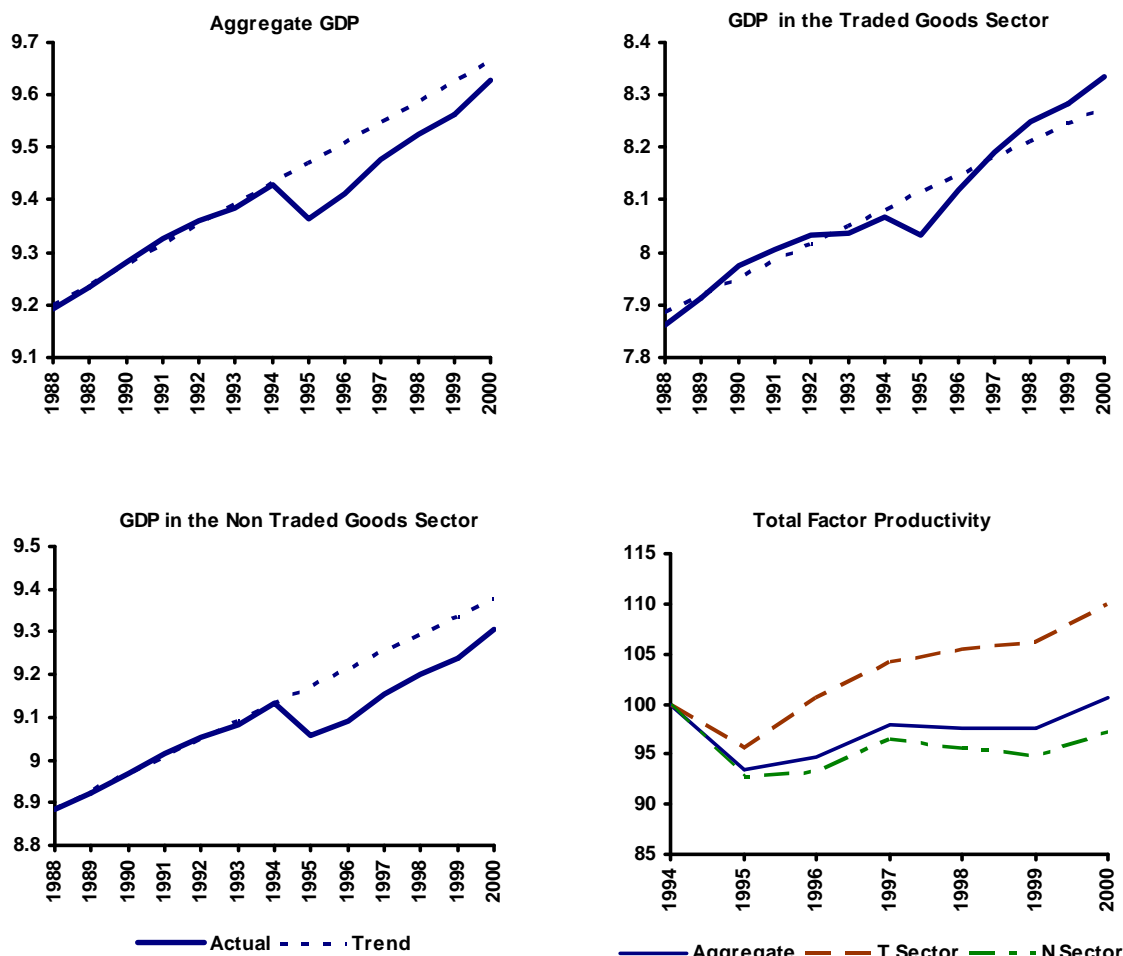 Aggregate GDP
9.7
9.6
9.5
9.4
9.3
9.2
9.1
1988 1989 1990 1991 1992 1993 1994 1995 1996 1997 1998 1999 2000
GDP in the Traded Goods Sector
8.4
8.3
8.2
8.1
8
7.9
7.8
1988 1989 1990 1991 1992 1993 1994 1995 1996 1997 1998 1999 2000
GDP in the Non Traded Goods Sector
9.5
9.4
9.3
9.2
9.1
9
8.9
8.8
1988 1989 1990 1991 1992 1993 1994 1995 1996 1997 1998 1999 2000
Actual Trend
Total Factor Productivity
115
110
105
100
95
90
85
1994 1995 1996 1997 1998 1999 2000
Aggregate T Sector N Sector